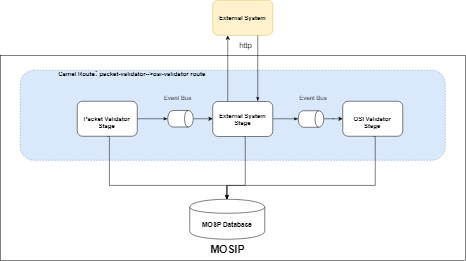 External System
http
Camel Route: packet-validator-->osi-validator route
Event Bus
Event Bus
Packet Validator
Stage
External System
Stage
OSI Validator
Stage
MOSIP Database
MOSIP